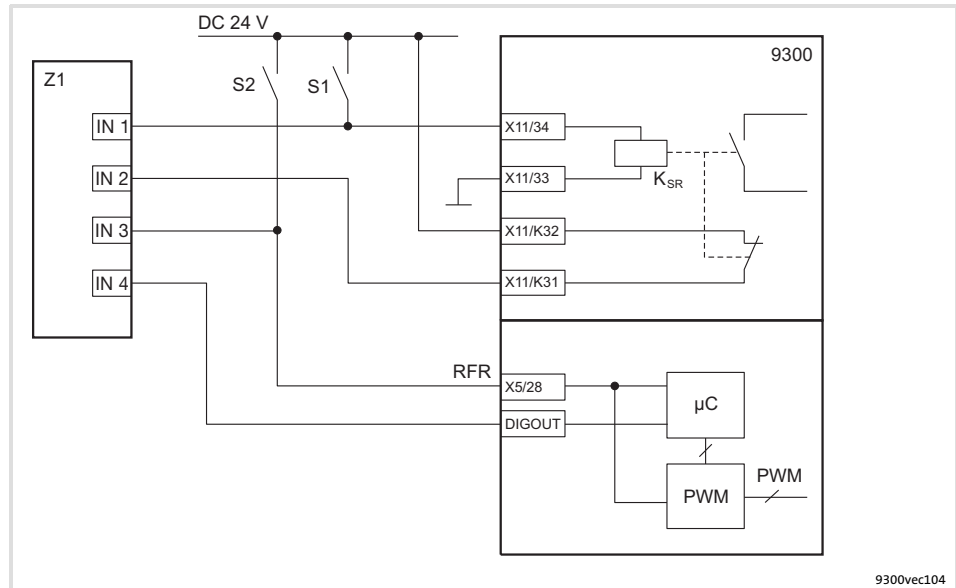 DC 24 V
9300
Z1
S2
S1
IN 1
X11/34
IN 2
X11/33
KSR
IN 3
X11/K32
IN 4
X11/K31
RFR
X5/28
µC
DIGOUT
PWM
PWM
9300vec104